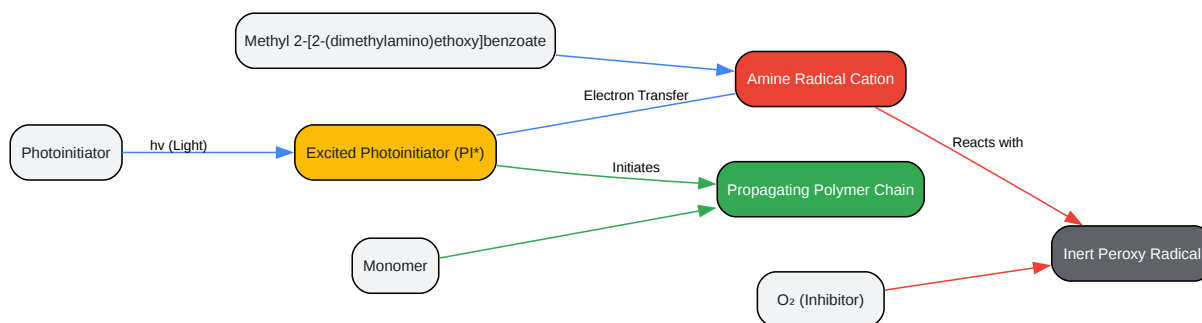 Methyl 2-[2-(dimethylamino)ethoxy]benzoate
Amine Radical Cation
Electron Transfer
Photoinitiator
hv (Light)
Excited Photoinitiator (PI*)
Reacts with
Initiates
Propagating Polymer Chain
Monomer
Inert Peroxy Radical
O₂ (Inhibitor)